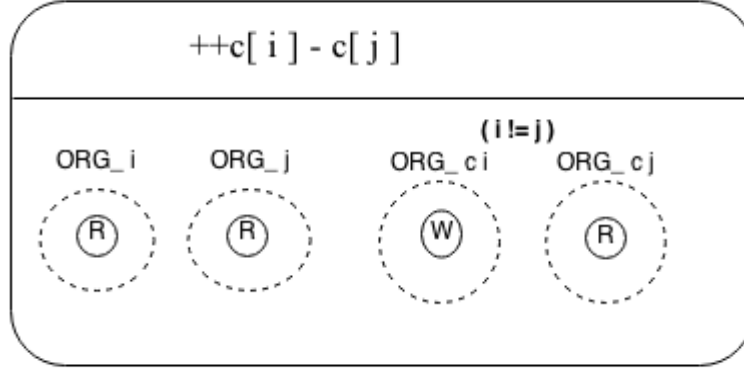 ++c[ i ] - c[ j ]
( i != j )
ORG_ i ORG_ j ORG_ c i ORG_ c j
R R W R